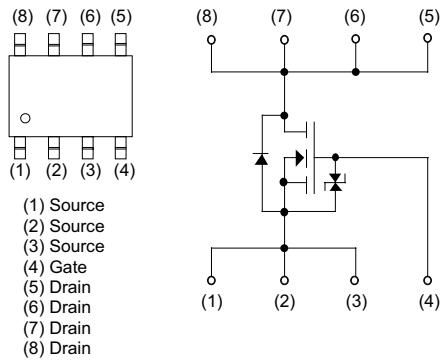 (8) (7) (6) (5)
(1) (2) (3) (4)
(1) Source
(2) Source
(3) Source
(4) Gate
(5) Drain
(6) Drain
(7) Drain
(8) Drain
(8) (7) (6) (5)
(1) (2) (3) (4)